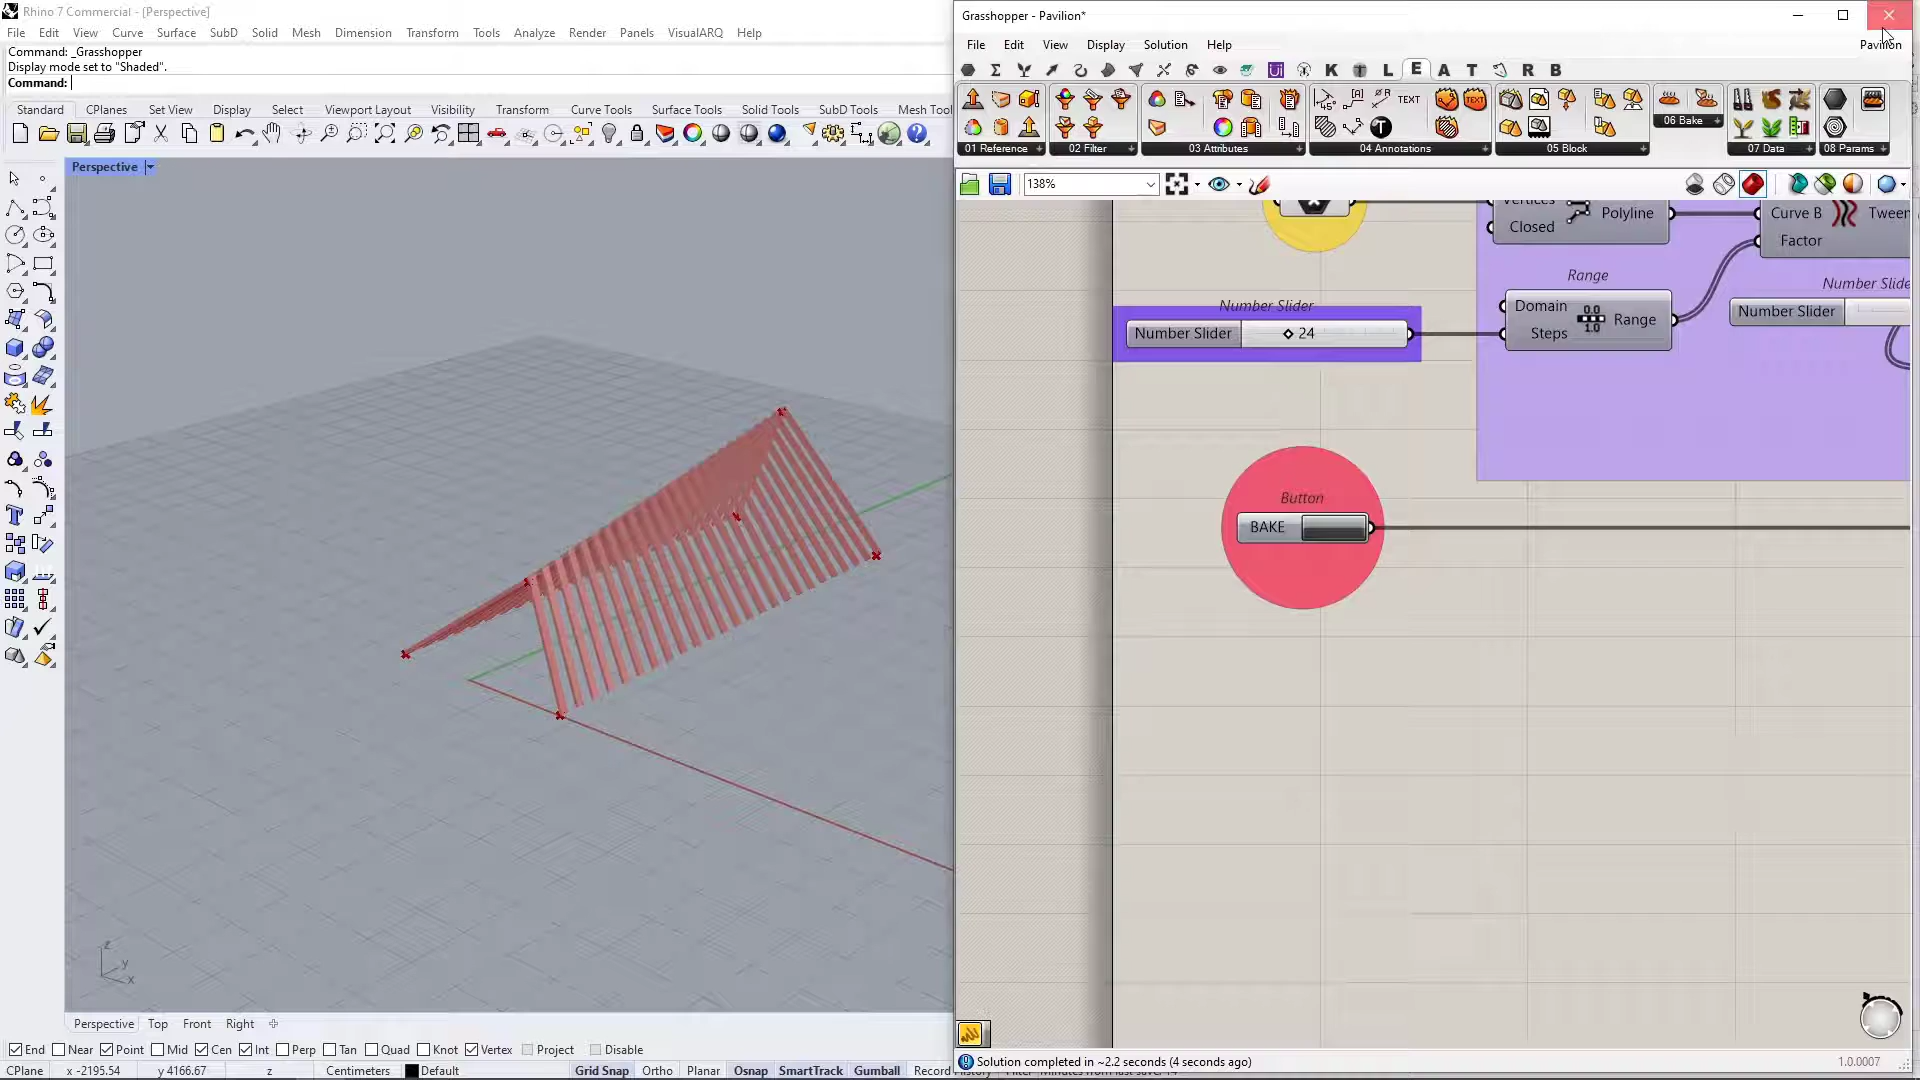 Rhino 7 Commercial - [Perspective]
File Edit View Curve Surface SubD Solid Mesh Dimension Transform Tools Analyze Render Panels VisualARQ Help
Command: _Grasshopper
Display mode set to "Shaded".
Command:
Standard CPlanes Set View Display Select Viewport Layout Visibility Transform Curve Tools Surface Tools Solid Tools SubD Tools Mesh Tool
Perspective
Grasshopper - Pavilion*
File Edit View Display Solution Help
Pavilion
K L E A T R B
TEXT TEXT
01 Reference 02 Filter 03 Attributes 04 Annotations 05 Block 06 Bake 07 Data 08 Params
138%
Vertices
Polyline
Closed
Curve B Tween
Factor
Range
Domain
Steps
0.0
1.0
Range
Number Slide
Number Slider
Number Slider
Number Slider 24
Button
BAKE
z
y
x
Perspective Top Front Right
End Near Point Mid Cen Int Perp Tan Quad Knot Vertex Project Disable
CPlane x -2195.54 y 4166.67 z Centimeters Default Grid Snap Ortho Planar Osnap SmartTrack Gumball Record
Solution completed in ~2.2 seconds (4 seconds ago)
1.0.0007